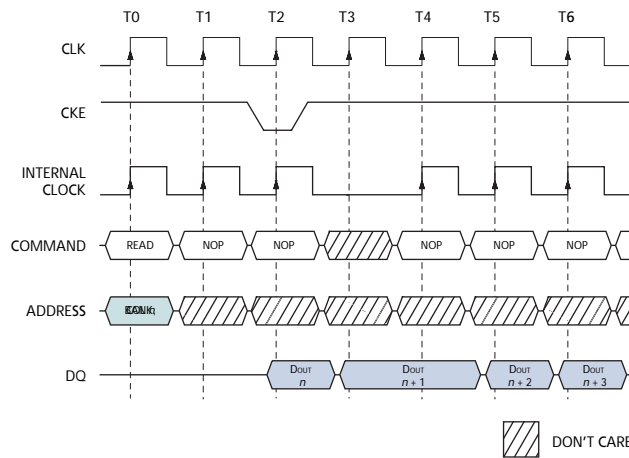 T0 T1 T2 T3 T4 T5 T6
CLK
CKE
INTERNAL
CLOCK
COMMAND READ NOP NOP NOP NOP NOP
ADDRESS
DQ
DOUT DOUT DOUT DOUT
n n + 1 n + 2 n + 3
DON'T CARE